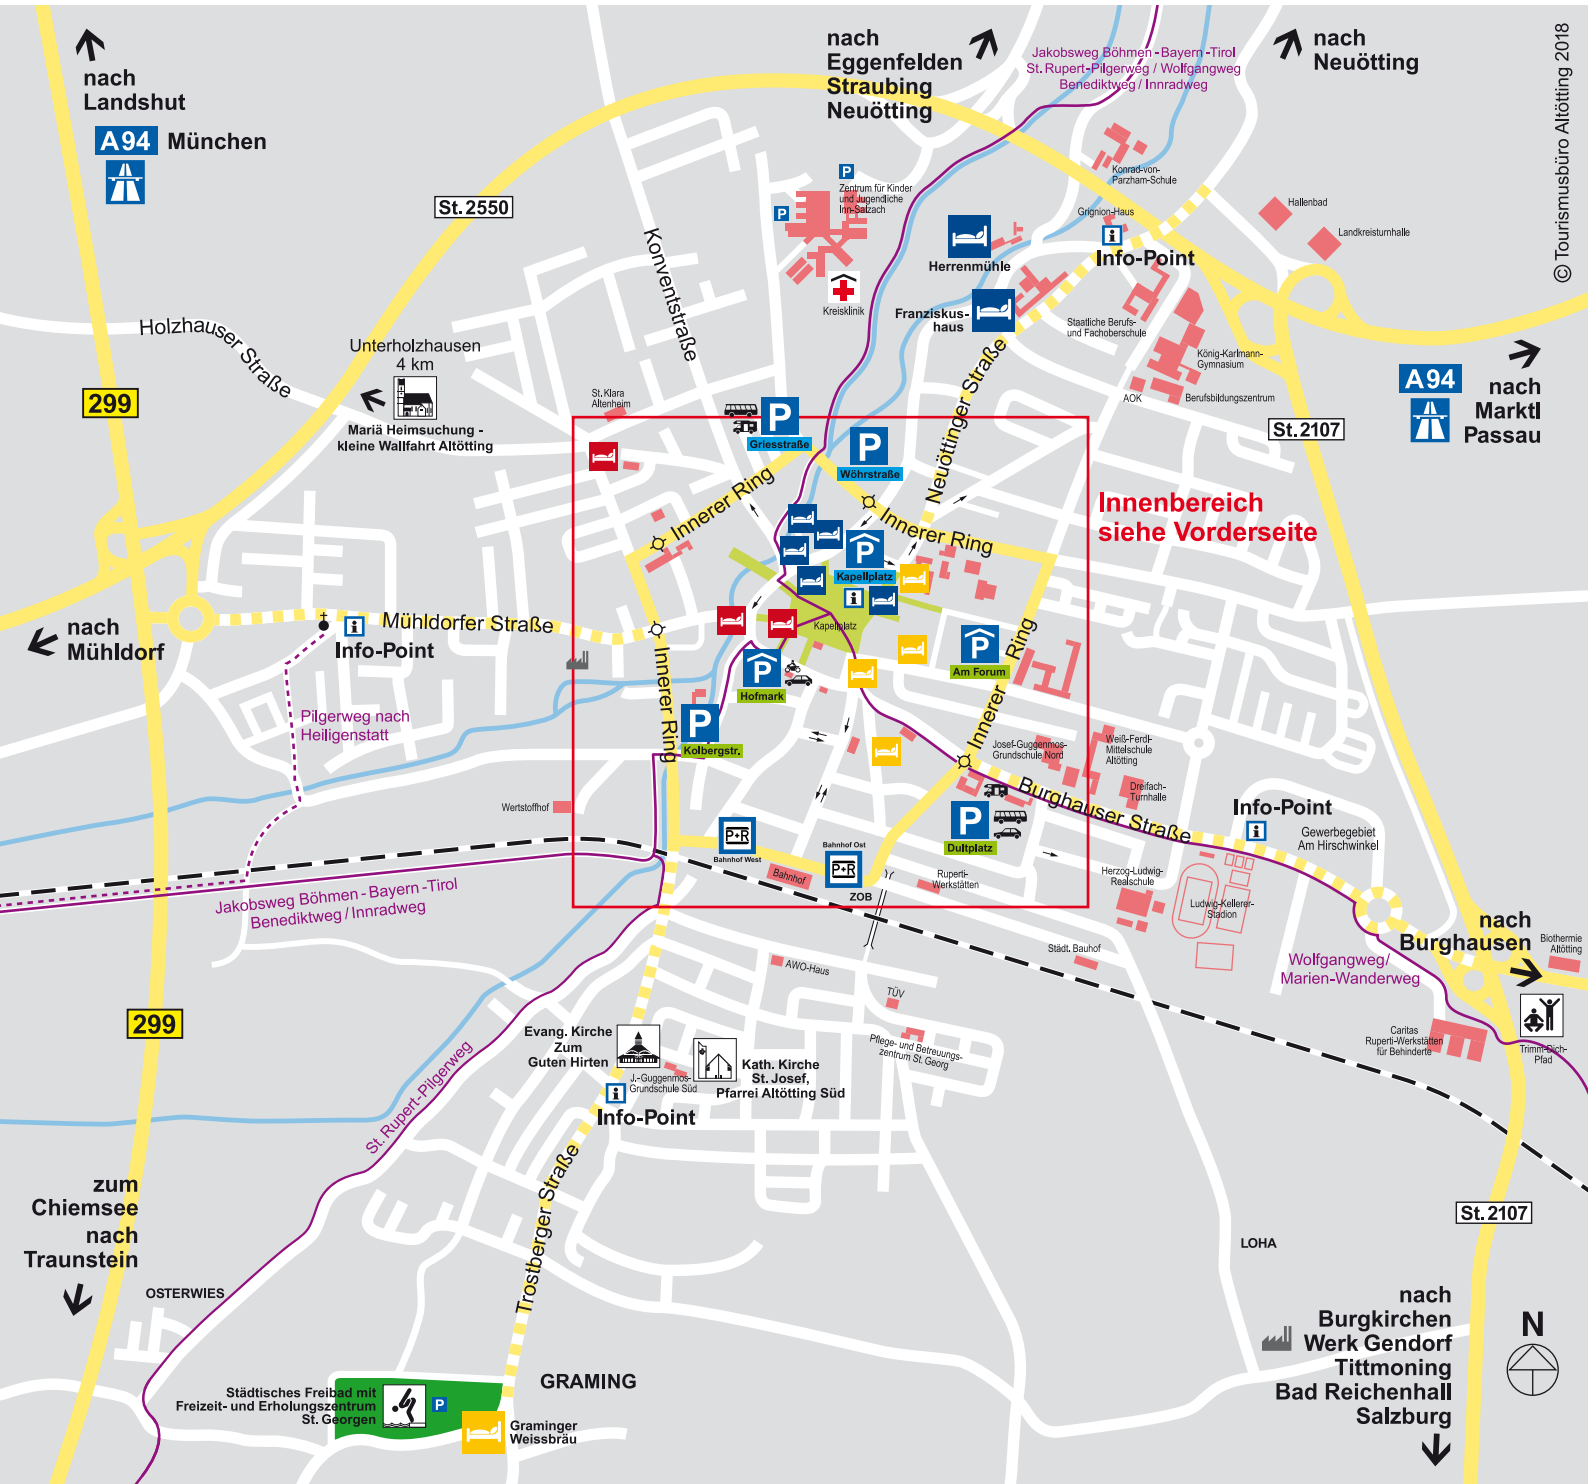 nach
Landshut
A94 München
nach
Eggenfelden
Straubing
Neuötting
Jakobsweg Böhmen - Bayern -Tirol
St. Rupert-Pilgerweg / Wolfgangweg
Benediktweg / Innradweg
nach
Neuötting
© Tourismusbüro Altötting 2018
St. 2550
P
Zentrum für Kinder
und Jugendliche
Inn-Salzach
P
Kreisklinik
Konrad-von-
Parzham-Schule
Grignion-Haus
i
Info-Point
Hallenbad
Landkreisturnhalle
Herrenmühle
Franziskus-
haus
Staatliche Berufs-
und Fachoberschule
König-Karlmann-
Gymnasium
AOK
Berufsbildungszentrum
Konventstraße
Holzhauser Straße
Unterholzhausen
4 km
Mariä Heimsuchung -
kleine Wallfahrt Altötting
299
St. Klara
Altenheim
A94
nach
Marktl
Passau
St. 2107
P
Griesstraße
P
Wöhrstraße
Neuöttinger Straße
Innenbereich
siehe Vorderseite
Innerer Ring
Innerer Ring
P
Kapellplatz
i
Kapellplatz
nach
Mühldorf
i
Info-Point
Mühldorfer Straße
Innerer Ring
P
Hofmark
P
Am Forum
Innerer Ring
P
Kolbergstr.
Pilgerweg nach
Heiligenstatt
Josef-Guggenmos-
Grundschule Nord
Weiß-Ferdl-
Mittelschule
Altötting
Dreifach-
Turnhalle
Burghauser Straße
Info-Point
i
Gewerbegebiet
Am Hirschwinkel
Wertstoffhof
P+R
Bahnhof West
Bahnhof Ost
P+R
ZOB
Bahnhof
P
Dultplatz
Ruperti-
Werkstätten
Herzog-Ludwig-
Realschule
Ludwig-Kellerer-
Stadion
Jakobsweg Böhmen - Bayern -Tirol
Benediktweg / Innradweg
nach
Burghausen
Biothermie
Altötting
Städt. Bauhof
Wolfgangweg/
Marien-Wanderweg
AWO-Haus
TÜV
Pflege- und Betreuungs-
zentrum St. Georg
Caritas
Ruperti-Werkstätten
für Behinderte
Trimm-Dich-
Pfad
299
Evang. Kirche
Zum
Guten Hirten
J.-Guggenmos-
Grundschule Süd
Kath. Kirche
St. Josef,
Pfarrei Altötting Süd
i
Info-Point
St. Rupert-Pilgerweg
Trostberger Straße
zum
Chiemsee
nach
Traunstein
OSTERWIES
St. 2107
LOHA
nach
Burgkirchen
Werk Gendorf
Tittmoning
Bad Reichenhall
Salzburg
N
GRAMING
Städtisches Freibad mit
Freizeit- und Erholungszentrum
St. Georgen
P
Graminger
Weissbräu